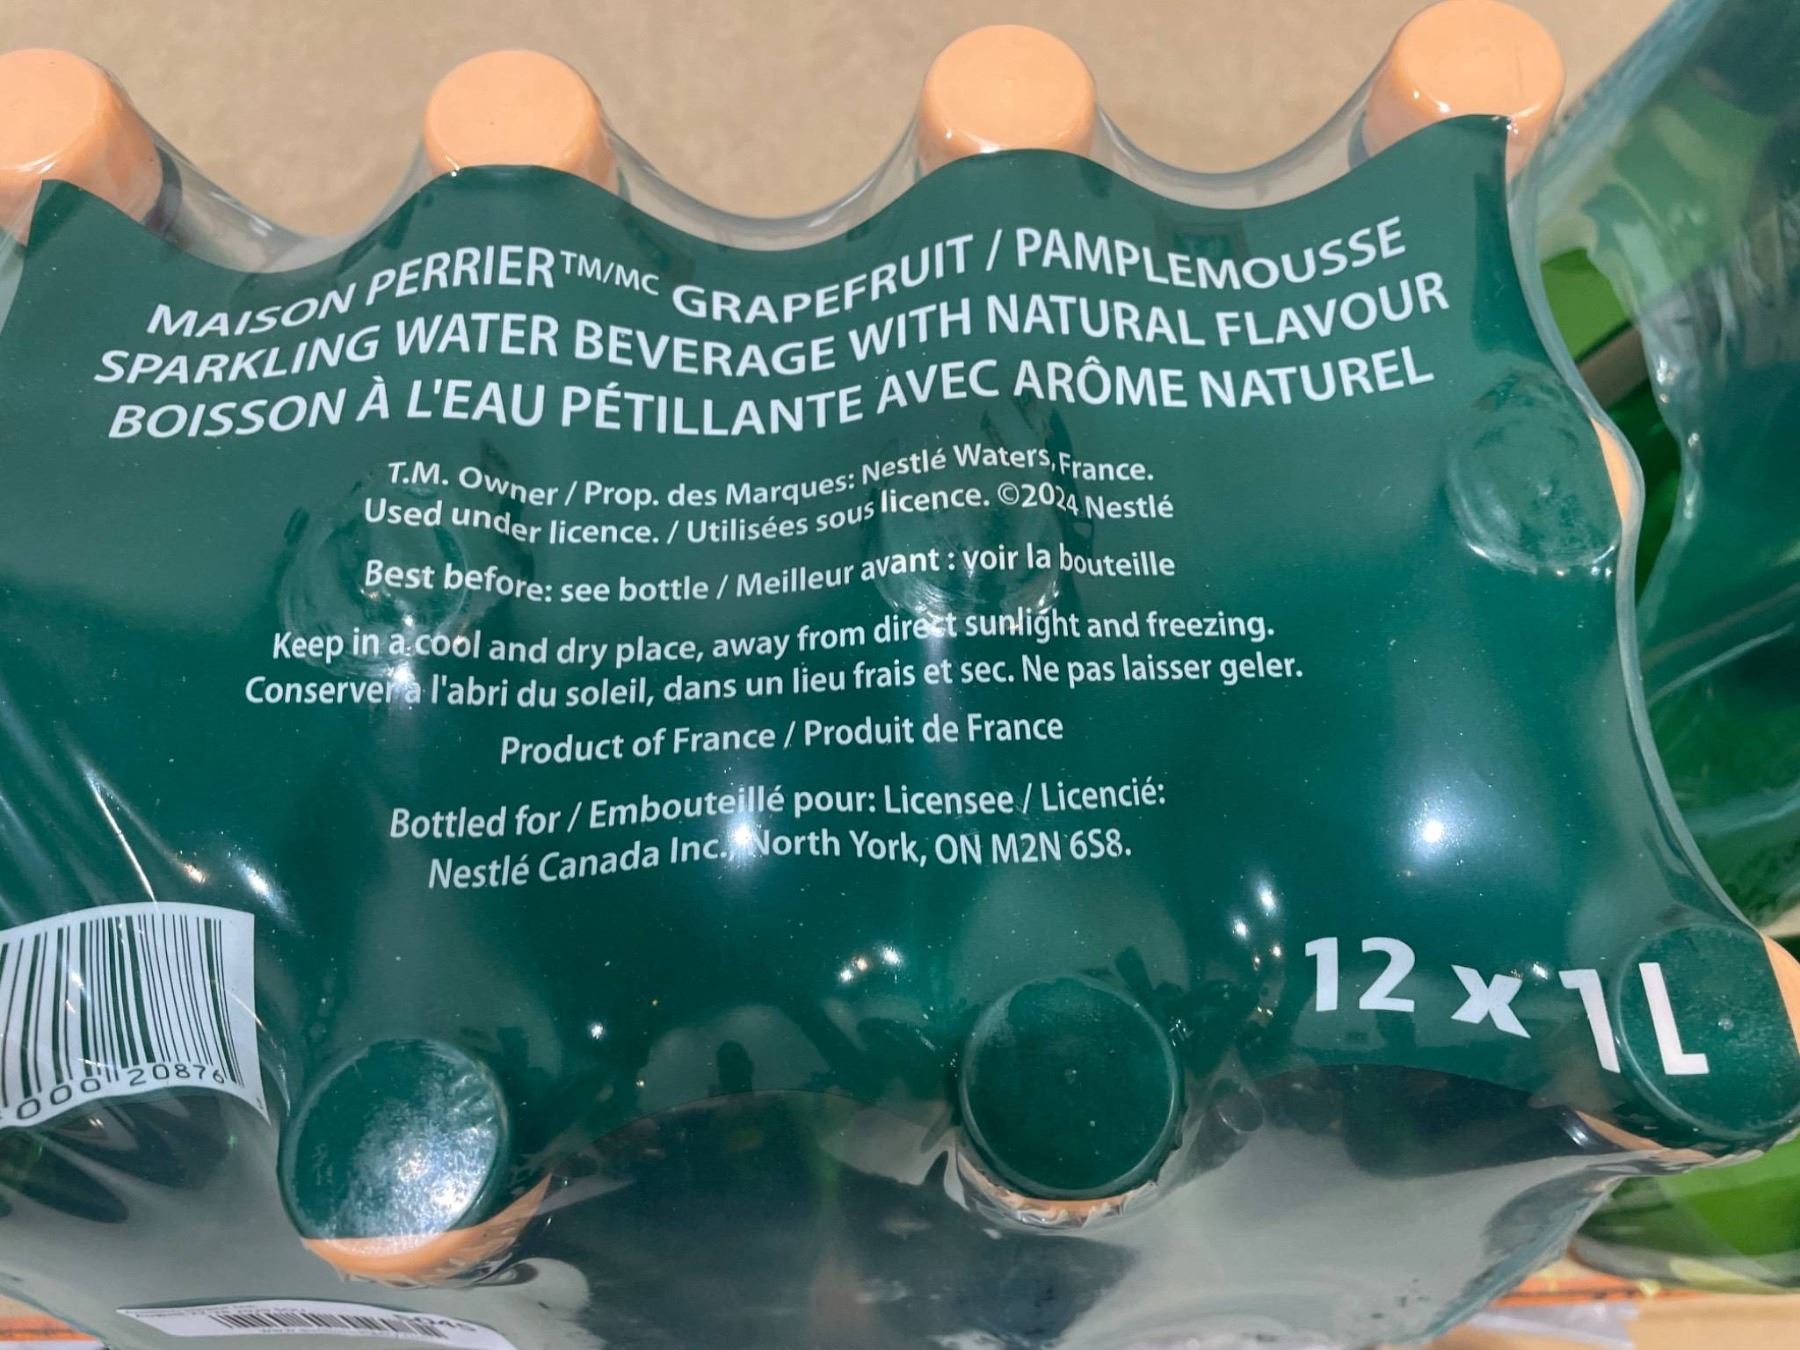 MAISON PERRIER™/MC GRAPEFRUIT / PAMPLEMOUSSE
SPARKLING WATER BEVERAGE WITH NATURAL FLAVOUR
BOISSON À L'EAU PÉTILLANTE AVEC ARÔME NATUREL
T.M. Owner / Prop. des Marques: Nestlé Waters, France.
Used under licence. / Utilisées sous licence. ©2024 Nestlé
Best before: see bottle / Meilleur avant : voir la bouteille
Keep in a cool and dry place, away from direct sunlight and freezing.
Conserver à l'abri du soleil, dans un lieu frais et sec. Ne pas laisser geler.
Product of France / Produit de France
Bottled for / Embouteillé pour: Licensee / Licencié:
Nestlé Canada Inc., North York, ON M2N 6S8.
12 x 1L
000 20876